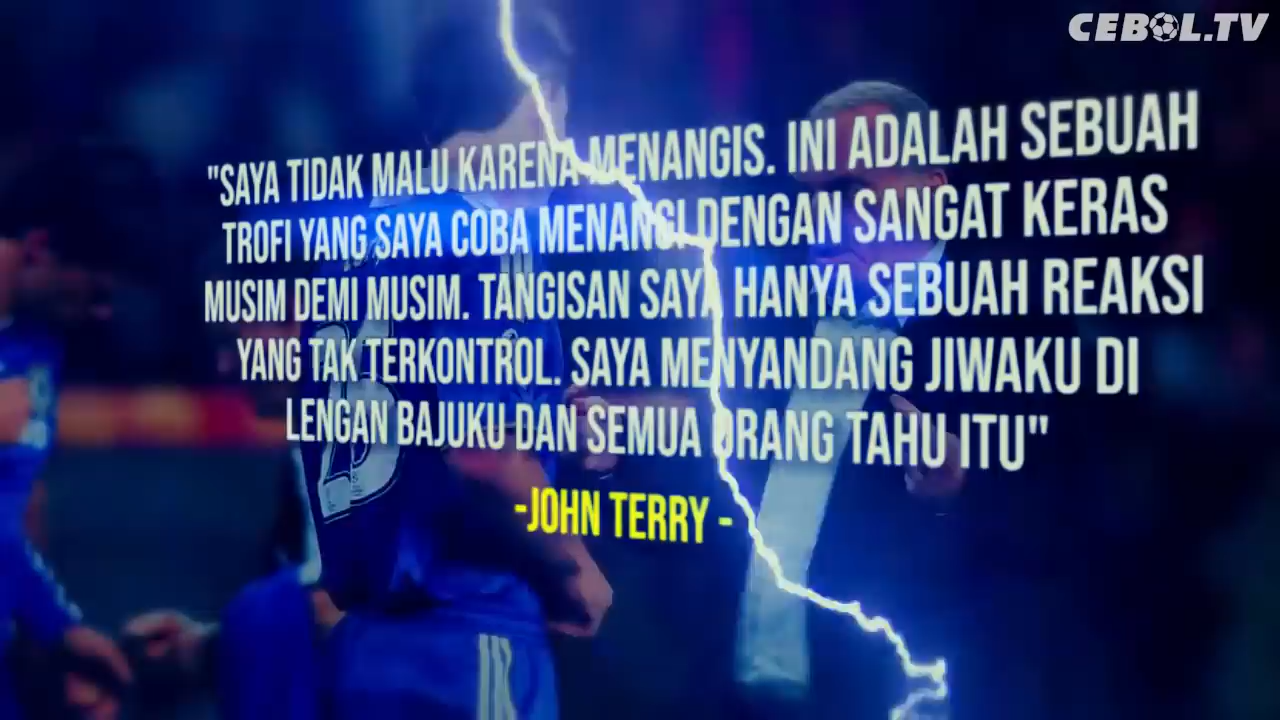 CEBOL.TV
"SAYA TIDAK MALU KARENA MENANGIS. INI ADALAH SEBUAH
TROFI YANG SAYA COBA MENANGI DENGAN SANGAT KERAS
MUSIM DEMI MUSIM. TANGISAN SAYA HANYA SEBUAH REAKSI
YANG TAK TERKONTROL. SAYA MENYANDANG JIWAKU DI
LENGAN BAJUKU DAN SEMUA ORANG TAHU ITU"
-JOHN TERRY -